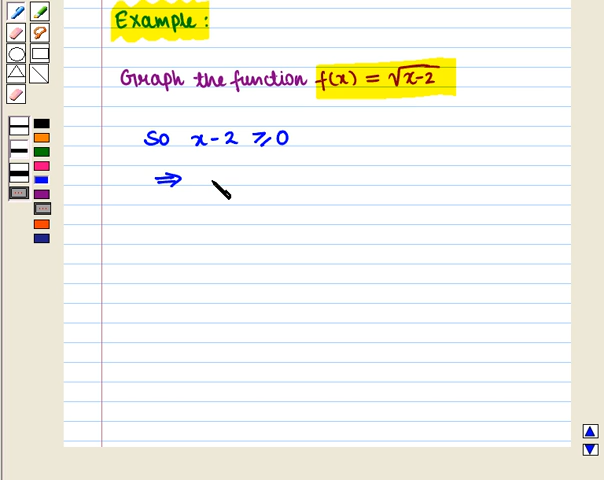 Example:
Graph the function f(x) = √x-2
So x-2 ⩾0
⇒